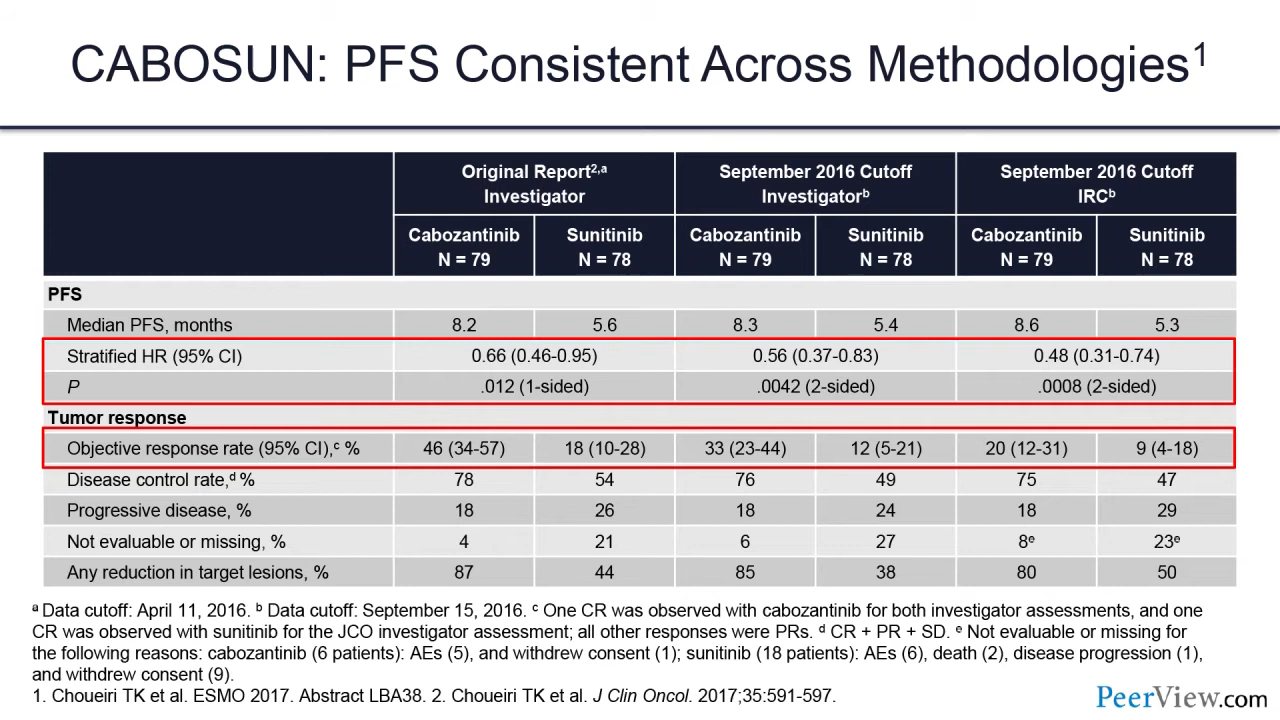 CABOSUN: PFS Consistent Across Methodologies1
Original Report2,a
Investigator
September 2016 Cutoff
Investigatorb
September 2016 Cutoff
IRCb
Cabozantinib
N = 79
Sunitinib
N = 78
Cabozantinib
N = 79
Sunitinib
N = 78
Cabozantinib
N = 79
Sunitinib
N = 78
PFS
Median PFS, months 8.2 5.6 8.3 5.4 8.6 5.3
Stratified HR (95% CI) 0.66 (0.46-0.95) 0.56 (0.37-0.83) 0.48 (0.31-0.74)
P .012 (1-sided) .0042 (2-sided) .0008 (2-sided)
Tumor response
Objective response rate (95% CI),c % 46 (34-57) 18 (10-28) 33 (23-44) 12 (5-21) 20 (12-31) 9 (4-18)
Disease control rate,d % 78 54 76 49 75 47
Progressive disease, % 18 26 18 24 18 29
Not evaluable or missing, % 4 21 6 27 8e 23e
Any reduction in target lesions, % 87 44 85 38 80 50
a Data cutoff: April 11, 2016. b Data cutoff: September 15, 2016. c One CR was observed with cabozantinib for both investigator assessments, and one
CR was observed with sunitinib for the JCO investigator assessment; all other responses were PRs. d CR + PR + SD. e Not evaluable or missing for
the following reasons: cabozantinib (6 patients): AEs (5), and withdrew consent (1); sunitinib (18 patients): AEs (6), death (2), disease progression (1),
and withdrew consent (9).
1. Choueiri TK et al. ESMO 2017. Abstract LBA38. 2. Choueiri TK et al. J Clin Oncol. 2017;35:591-597.
PeerView.com